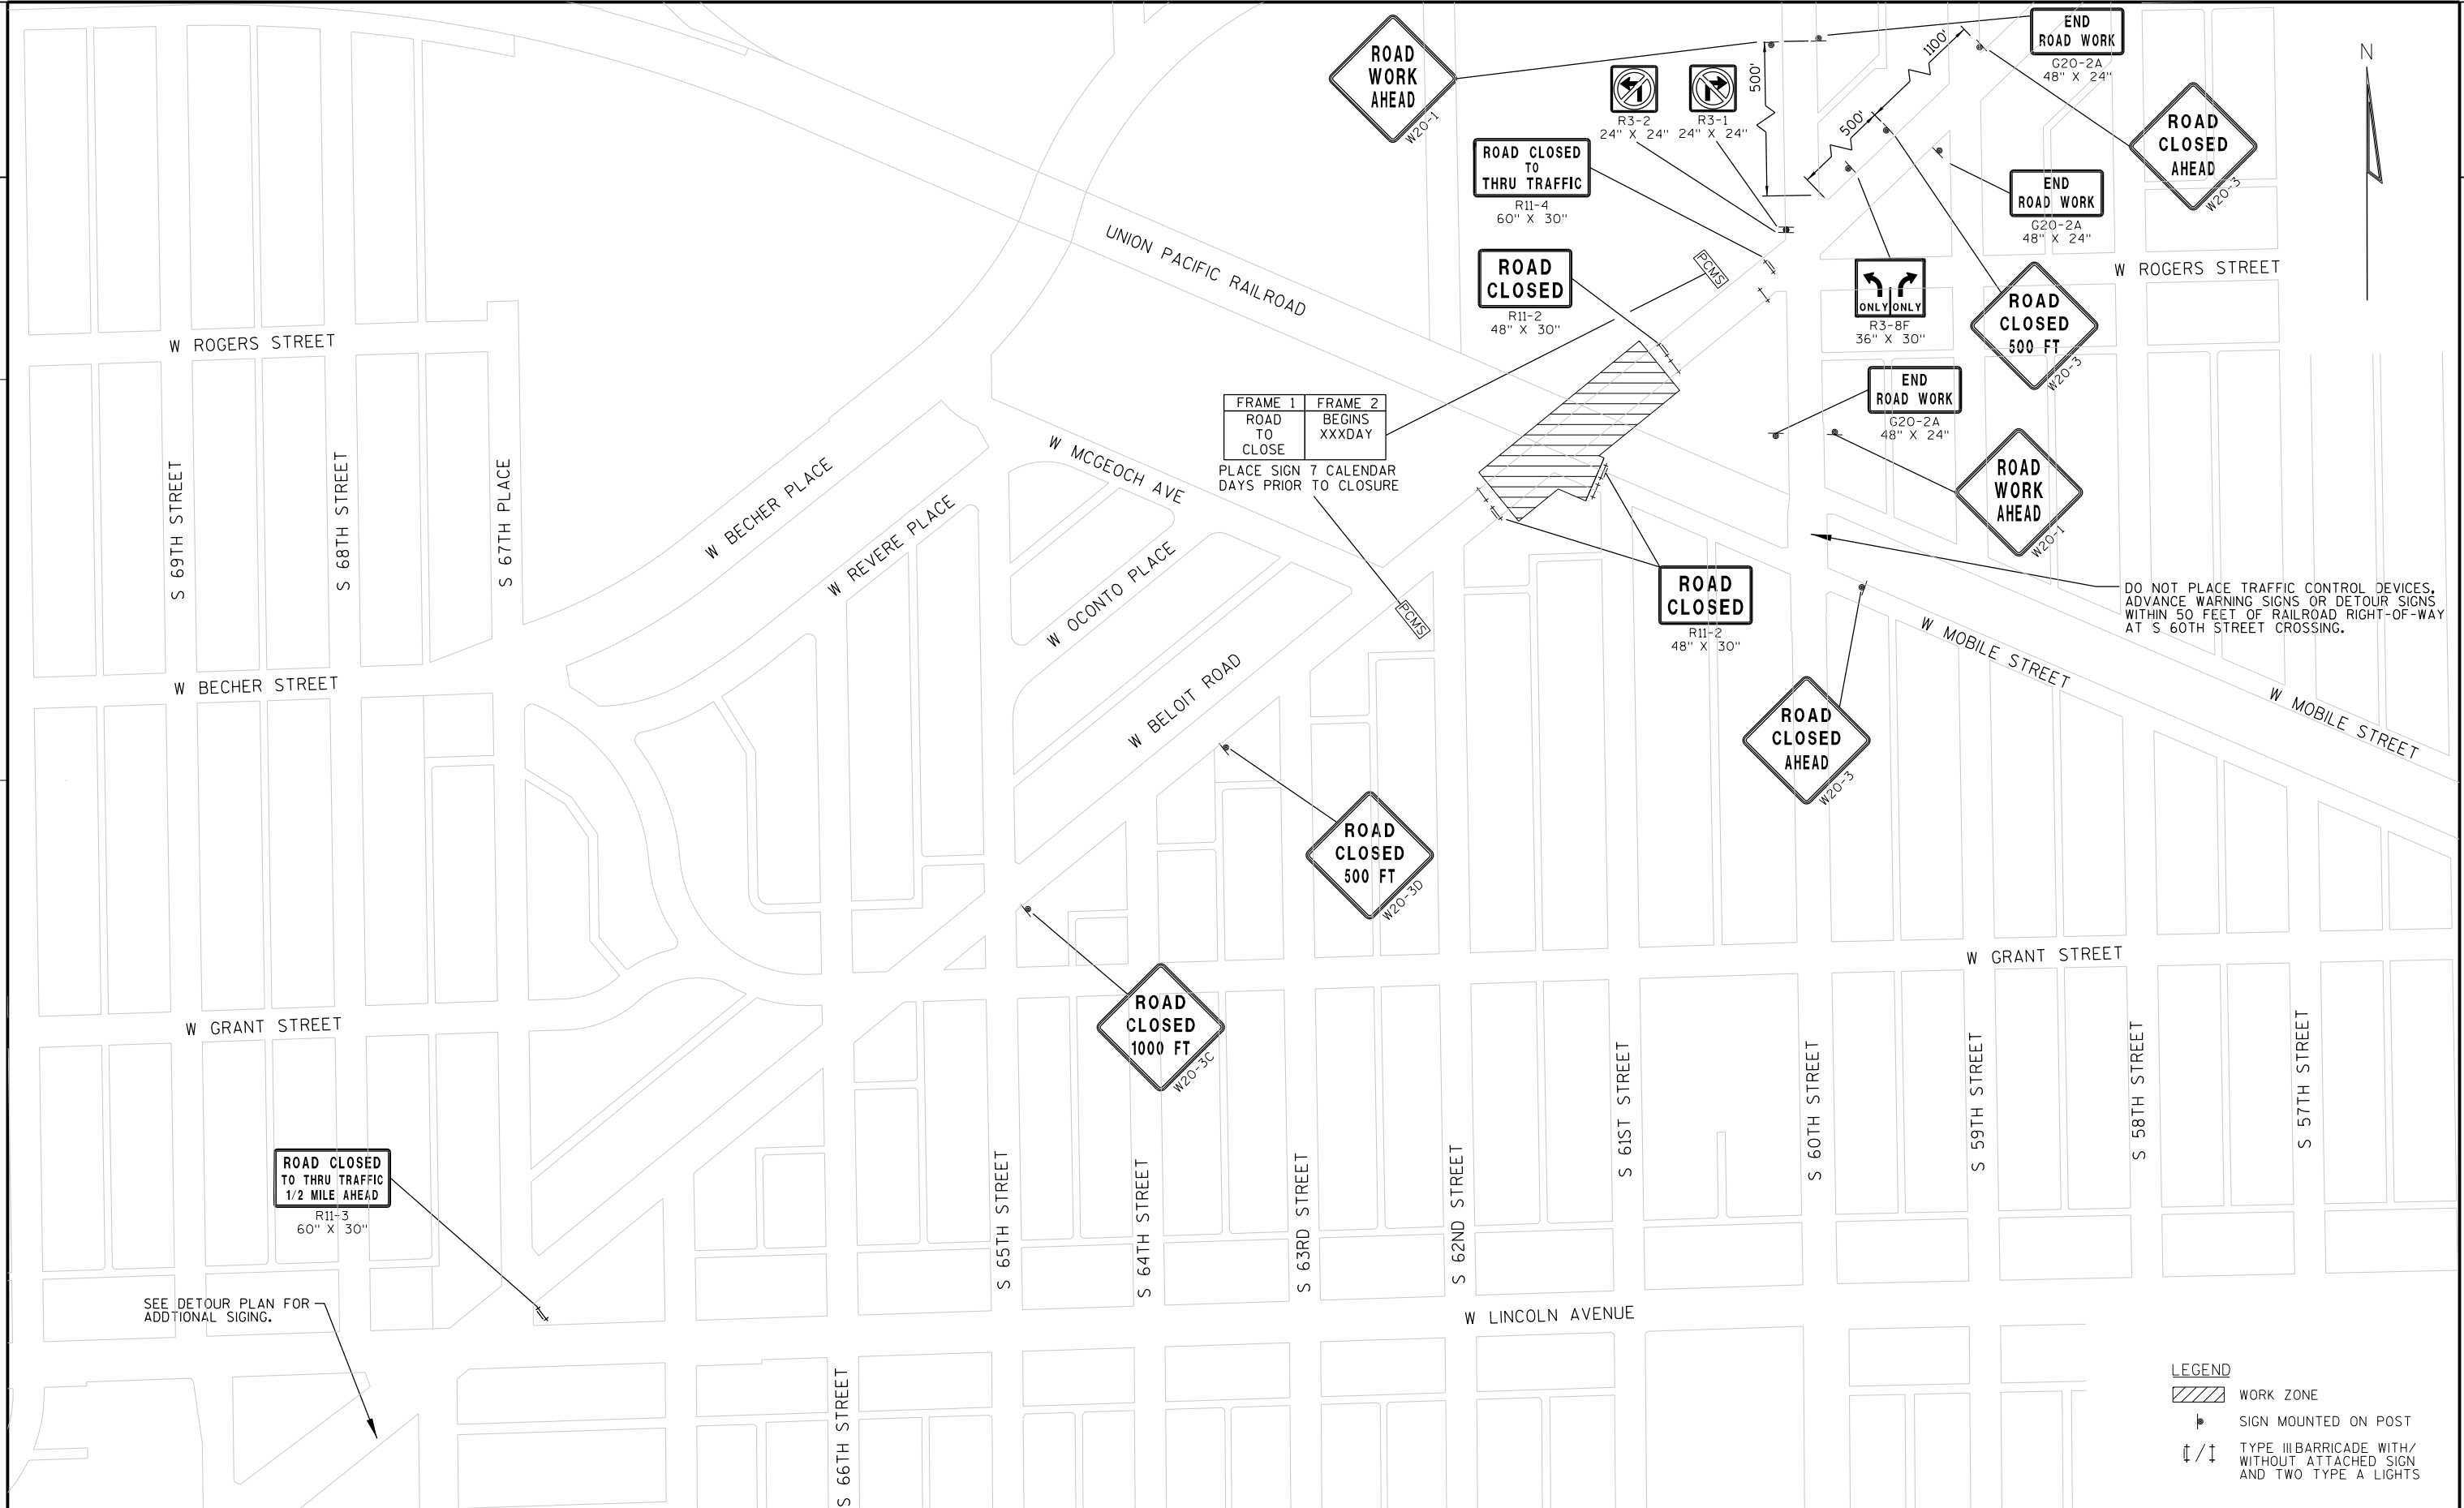 ROAD
WORK
AHEAD
W20-1
END
ROAD WORK
G20-2A
48" X 24"
N
1100'
500'
500'
R3-2
24" X 24"
R3-1
24" X 24"
ROAD CLOSED
TO
THRU TRAFFIC
R11-4
60" X 30"
ROAD
CLOSED
AHEAD
W20-3
END
ROAD WORK
G20-2A
48" X 24"
UNION PACIFIC RAILROAD
ROAD
CLOSED
R11-2
48" X 30"
PCMS
ONLY ONLY
R3-8F
36" X 30"
W ROGERS STREET
ROAD
CLOSED
500 FT
W20-3
W ROGERS STREET
END
ROAD WORK
G20-2A
48" X 24"
FRAME 1 FRAME 2
ROAD BEGINS
TO XXXDAY
CLOSE
PLACE SIGN 7 CALENDAR
DAYS PRIOR TO CLOSURE
W MCGEOCH AVE
W BECHER PLACE
W REVERE PLACE
W OCONTO PLACE
S 69TH STREET
S 68TH STREET
S 67TH PLACE
ROAD
WORK
AHEAD
W20-1
PCMS
ROAD
CLOSED
R11-2
48" X 30"
DO NOT PLACE TRAFFIC CONTROL DEVICES,
ADVANCE WARNING SIGNS OR DETOUR SIGNS
WITHIN 50 FEET OF RAILROAD RIGHT-OF-WAY
AT S 60TH STREET CROSSING.
W MOBILE STREET
W MOBILE STREET
W BECHER STREET
W BELOIT ROAD
ROAD
CLOSED
AHEAD
W20-3
ROAD
CLOSED
500 FT
W20-3D
W GRANT STREET
W GRANT STREET
ROAD
CLOSED
1000 FT
W20-3C
S 65TH STREET
S 64TH STREET
S 63RD STREET
S 62ND STREET
S 61ST STREET
S 60TH STREET
S 59TH STREET
S 58TH STREET
S 57TH STREET
ROAD CLOSED
TO THRU TRAFFIC
1/2 MILE AHEAD
R11-3
60" X 30"
SEE DETOUR PLAN FOR
ADDTIONAL SIGING.
W LINCOLN AVENUE
S 66TH STREET
LEGEND
WORK ZONE
SIGN MOUNTED ON POST
TYPE III BARRICADE WITH/
WITHOUT ATTACHED SIGN
AND TWO TYPE A LIGHTS